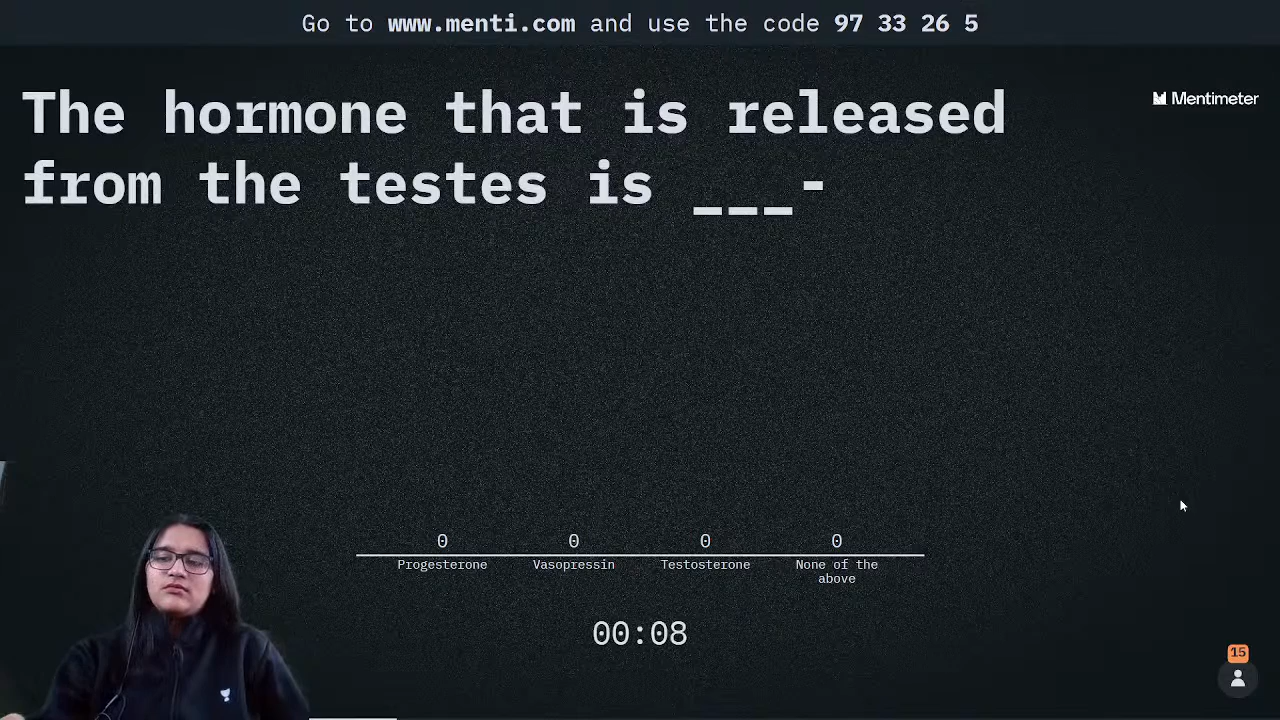 Go to www.menti.com and use the code 97 33 26 5
Mentimeter
The hormone that is released
from the testes is ___-
0 0 0 0
Progesterone Vasopressin Testosterone None of the
above
00:08
15